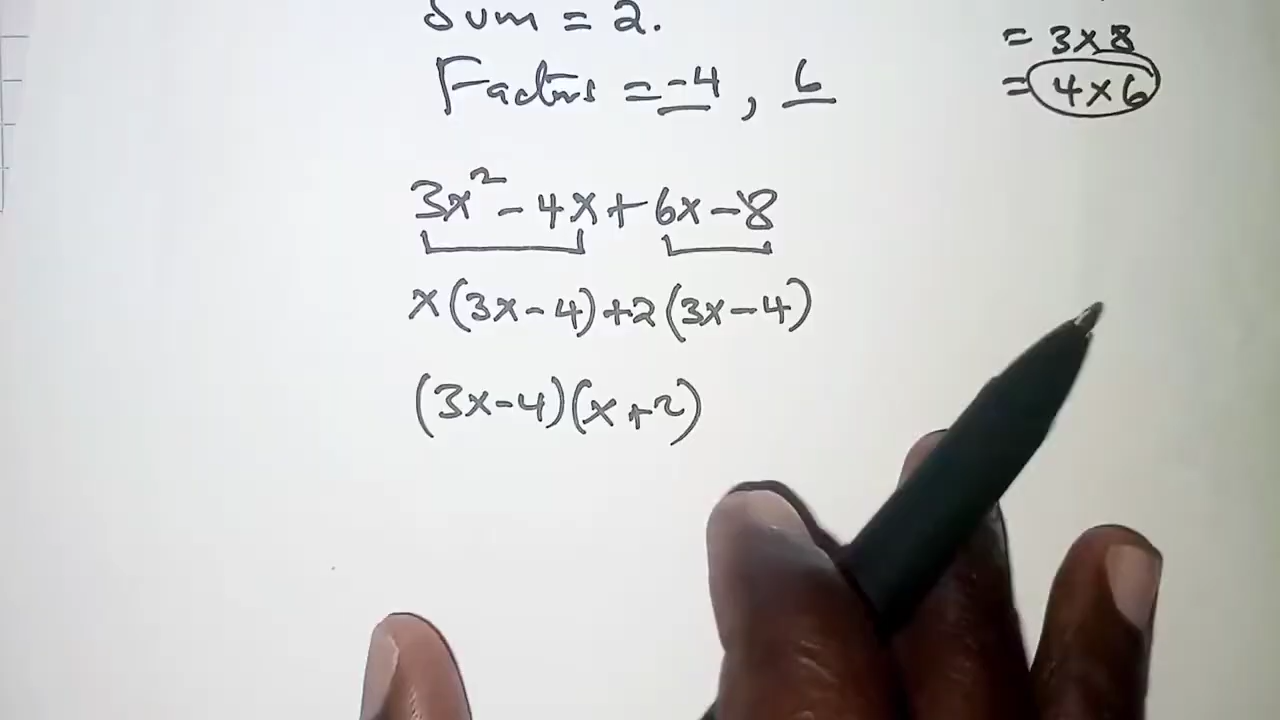 Sum = 2.
Factors = -4, 6
= 3x8
= 4x6
3x² - 4x + 6x - 8
x(3x-4)+2(3x-4)
(3x-4)(x+2)